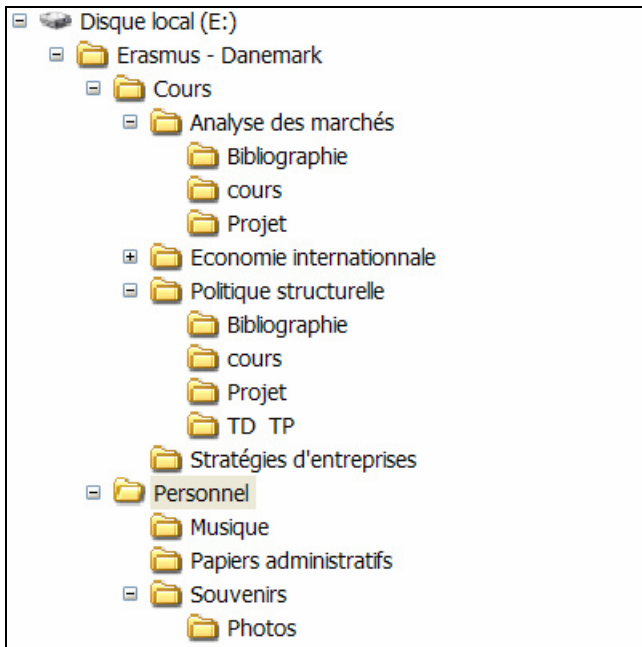 Disque local (E:)
Erasmus - Danemark
Cours
Analyse des marchés
Bibliographie
cours
Projet
Economie internationnale
Politique structurelle
Bibliographie
cours
Projet
TD TP
Stratégies d'entreprises
Personnel
Musique
Papiers administratifs
Souvenirs
Photos